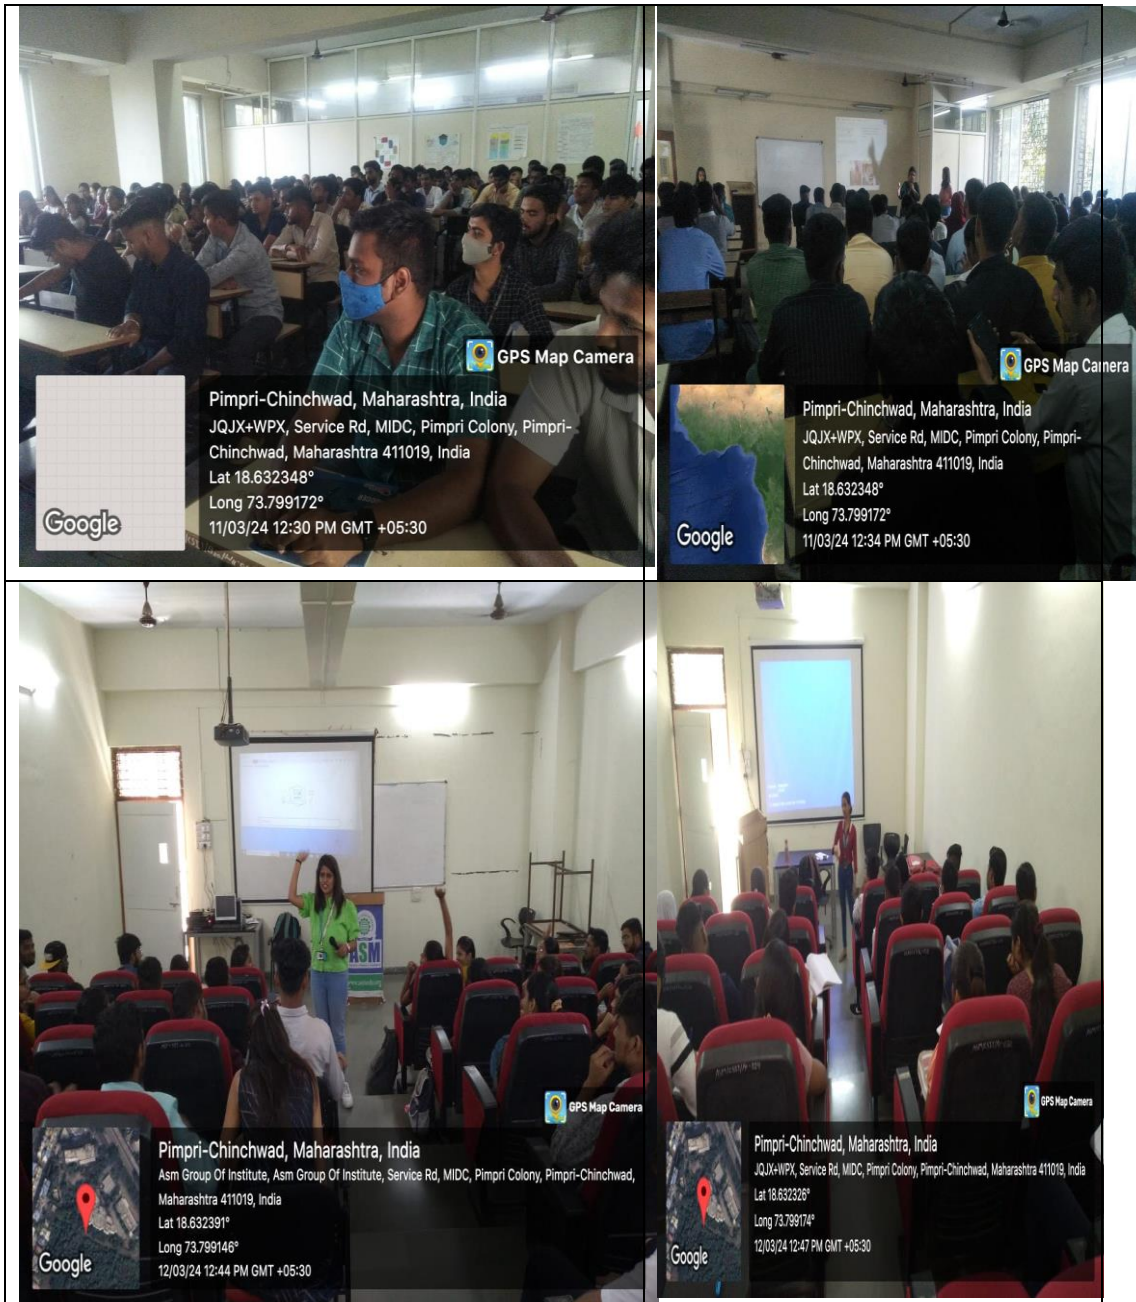 GPS Map Camera
Pimpri-Chinchwad, Maharashtra, India
JQJX+WPX, Service Rd, MIDC, Pimpri Colony, Pimpri-
Chinchwad, Maharashtra 411019, India
Lat 18.632348°
Long 73.799172°
11/03/24 12:30 PM GMT +05:30
Google
GPS Map Camera
Pimpri-Chinchwad, Maharashtra, India
JQJX+WPX, Service Rd, MIDC, Pimpri Colony, Pimpri-
Chinchwad, Maharashtra 411019, India
Lat 18.632348°
Long 73.799172°
11/03/24 12:34 PM GMT +05:30
Google
ASM
GPS Map Camera
Pimpri-Chinchwad, Maharashtra, India
Asm Group Of Institute, Asm Group Of Institute, Service Rd, MIDC, Pimpri Colony, Pimpri-Chinchwad,
Maharashtra 411019, India
Lat 18.632391°
Long 73.799146°
12/03/24 12:44 PM GMT +05:30
Google
GPS Map Camera
Pimpri-Chinchwad, Maharashtra, India
JQJX+WPX, Service Rd, MIDC, Pimpri Colony, Pimpri-Chinchwad, Maharashtra 411019, India
Lat 18.632326°
Long 73.799174°
12/03/24 12:47 PM GMT +05:30
Google